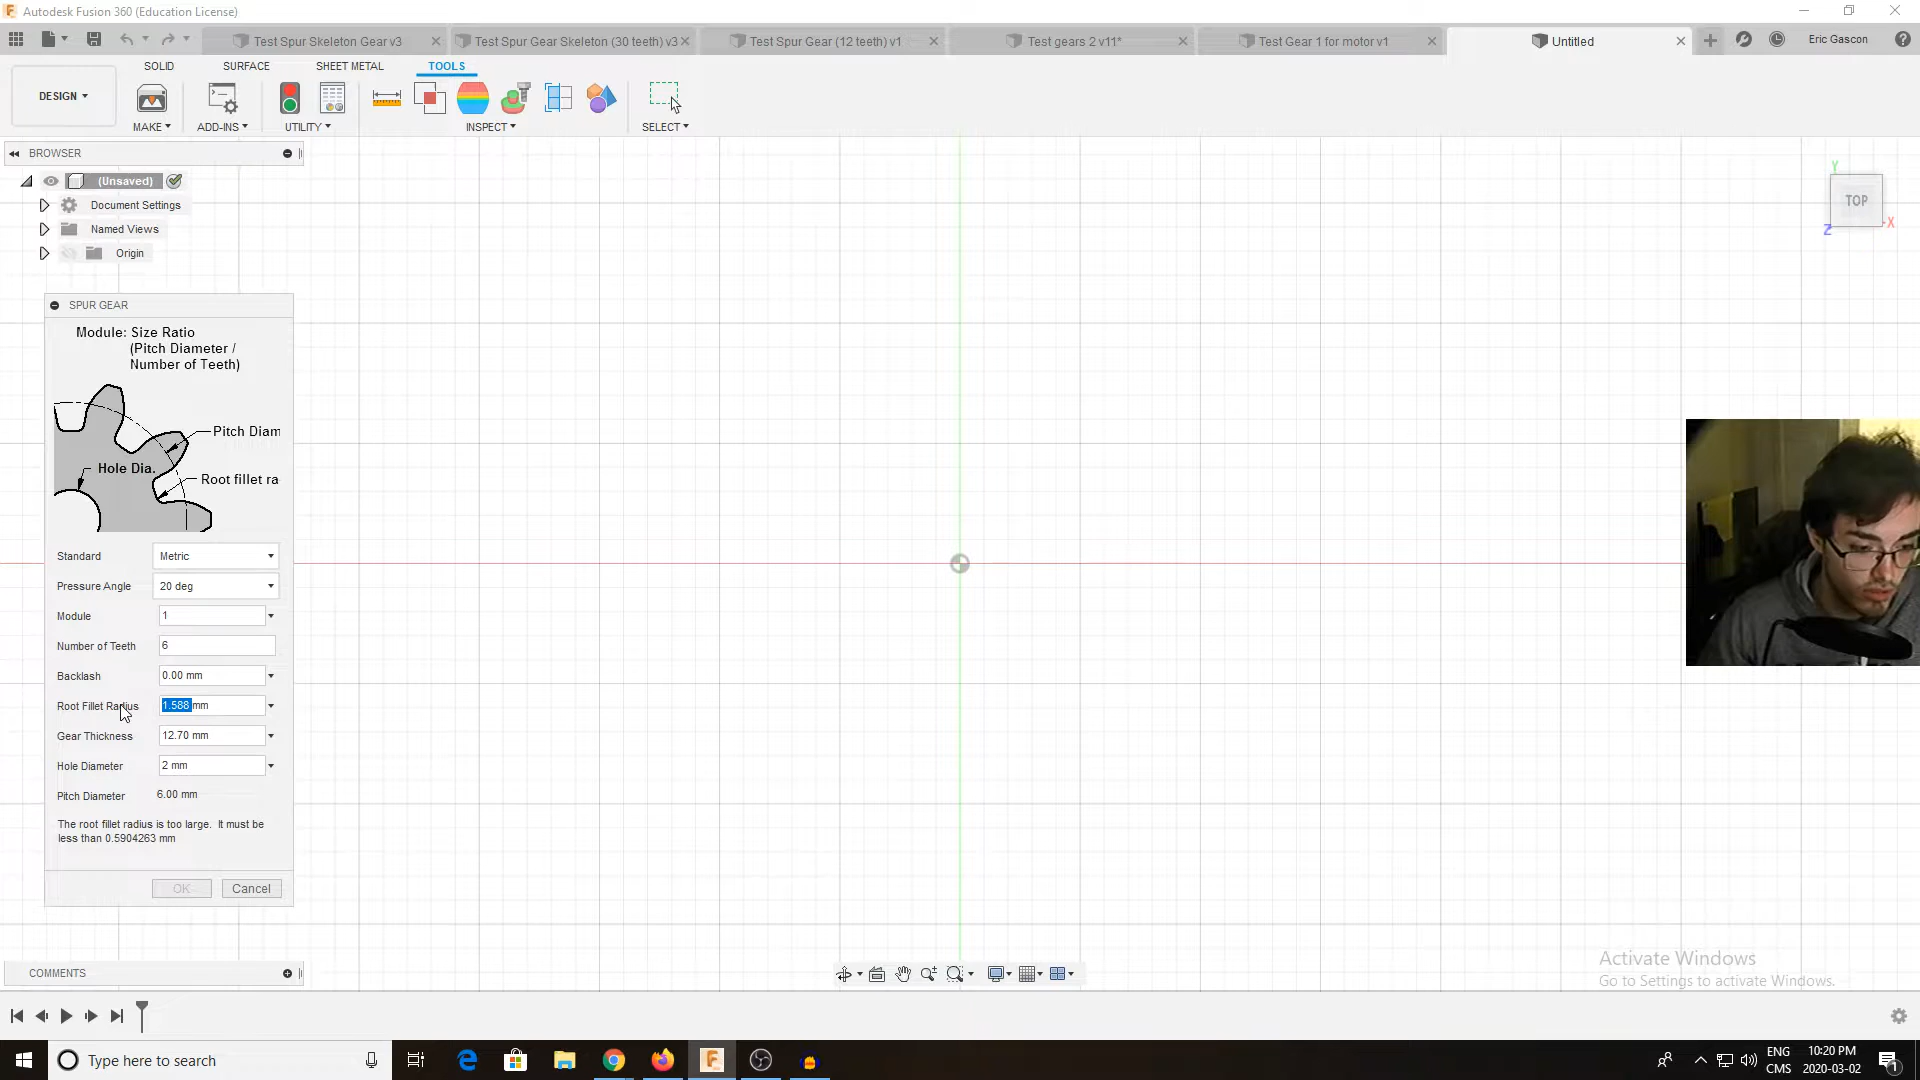 Autodesk Fusion 360 (Education License)
Test Spur Skeleton Gear v3
Test Spur Gear Skeleton (30 teeth) v3
Test Spur Gear (12 teeth) v1
Test gears 2 v11*
Test Gear 1 for motor v1
Untitled
Eric Gascon
SOLID
SURFACE
SHEET METAL
TOOLS
DESIGN
MAKE
ADD-INS
UTILITY
INSPECT
SELECT
BROWSER
(Unsaved)
Document Settings
Named Views
Origin
Y
TOP
X
Z
SPUR GEAR
Module: Size Ratio
(Pitch Diameter /
Number of Teeth)
Pitch Diam
Hole Dia.
Root fillet ra
Standard Metric
Pressure Angle 20 deg
Module 1
Number of Teeth 6
Backlash 0.00 mm
Root Fillet Radius 1.588 mm
Gear Thickness 12.70 mm
Hole Diameter 2 mm
Pitch Diameter 6.00 mm
The root fillet radius is too large. It must be
less than 0.5904263 mm
OK Cancel
COMMENTS
Activate Windows
Go to Settings to activate Windows.
Type here to search
ENG
CMS
10:20 PM
2020-03-02
1